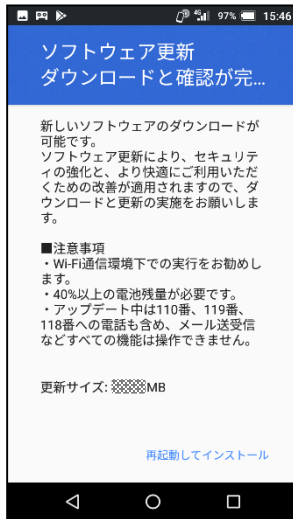 4G 97% 15:46
ソフトウェア更新
ダウンロードと確認が完...
新しいソフトウェアのダウンロードが
可能です。
ソフトウェア更新により、セキュリテ
ィの強化と、より快適にご利用いただ
くための改善が適用されますので、ダ
ウンロードと更新の実施をお願いしま
す。
■注意事項
・Wi-Fi通信環境下での実行をお勧めし
ます。
・40%以上の電池残量が必要です。
・アップデート中は110番、119番、
118番への電話も含め、メール送受信
などすべての機能は操作できません。
更新サイズ: MB
再起動してインストール